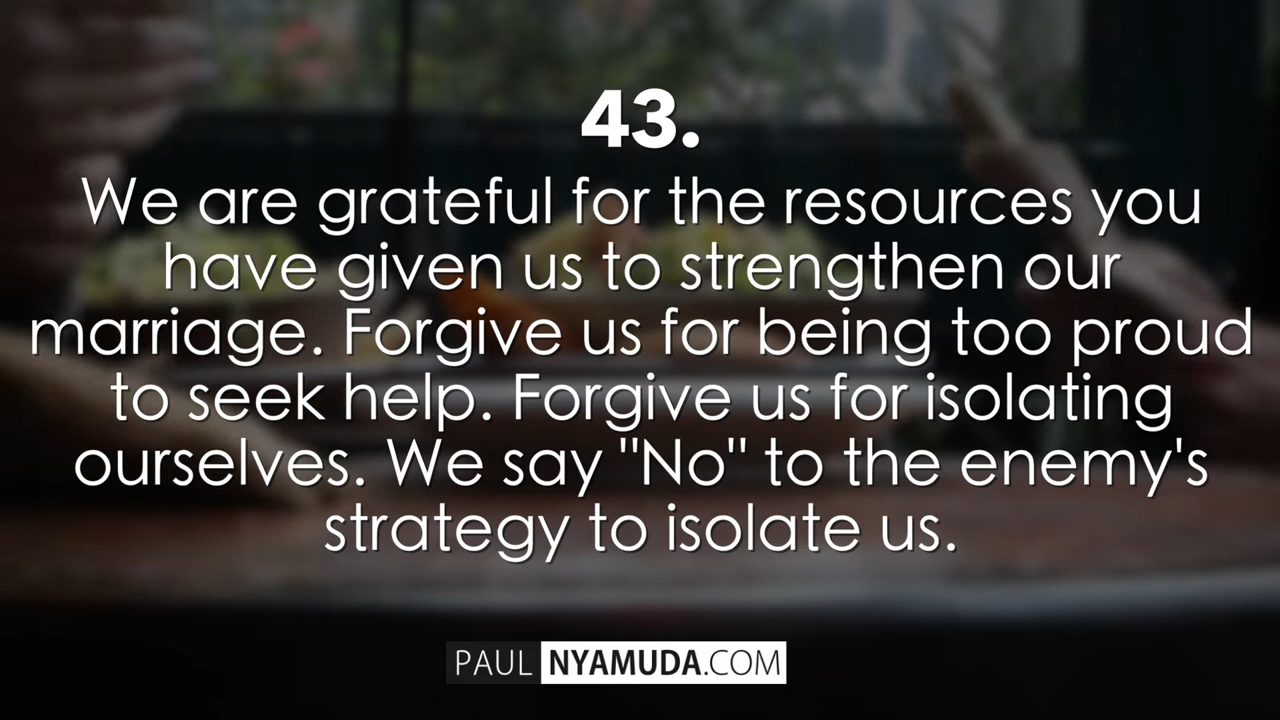 43.
We are grateful for the resources you
have given us to strengthen our
marriage. Forgive us for being too proud
to seek help. Forgive us for isolating
ourselves. We say "No" to the enemy's
strategy to isolate us.
PAUL NYAMUDA.COM